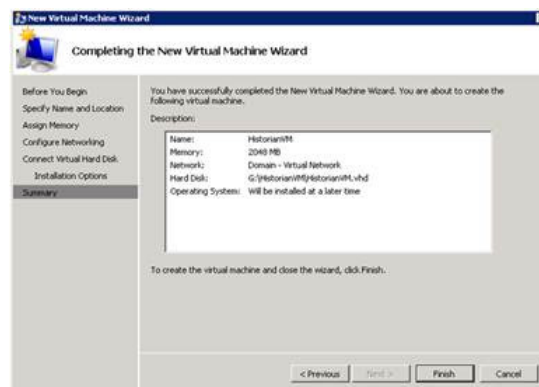 New Virtual Machine Wizard
Completing the New Virtual Machine Wizard
Before You Begin
Specify Name and Location
Assign Memory
Configure Networking
Connect Virtual Hard Disk
Installation Options
Summary
You have successfully completed the New Virtual Machine Wizard. You are about to create the
following virtual machine.
Description:
Name: HistorianVM
Memory: 2048 MB
Network: Domain - Virtual Network
Hard Disk: G:\HistorianVM\HistorianVM.vhd
Operating System: Will be installed at a later time
To create the virtual machine and close the wizard, click Finish.
< Previous Next > Finish Cancel